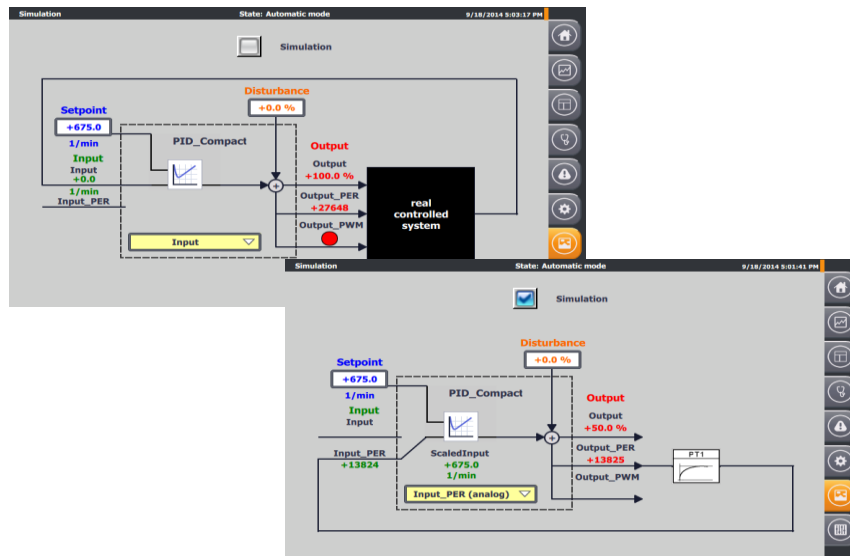 Simulation State: Automatic mode 9/18/2014 5:03:17 PM
Simulation
Disturbance
+0.0 %
Setpoint
+675.0
1/min
PID_Compact
Input
Input
+0.0
1/min
Input_PER
Output
Output
+100.0 %
Output_PER
+27648
Output_PWM
real
controlled
system
Input
Simulation State: Automatic mode 9/18/2014 5:01:41 PM
Simulation
Disturbance
+0.0 %
Setpoint
+675.0
1/min
PID_Compact
Input
Input
Input_PER
+13824
ScaledInput
+675.0
1/min
Input_PER (analog)
Output
Output
+50.0 %
Output_PER
+13825
Output_PWM
PT1